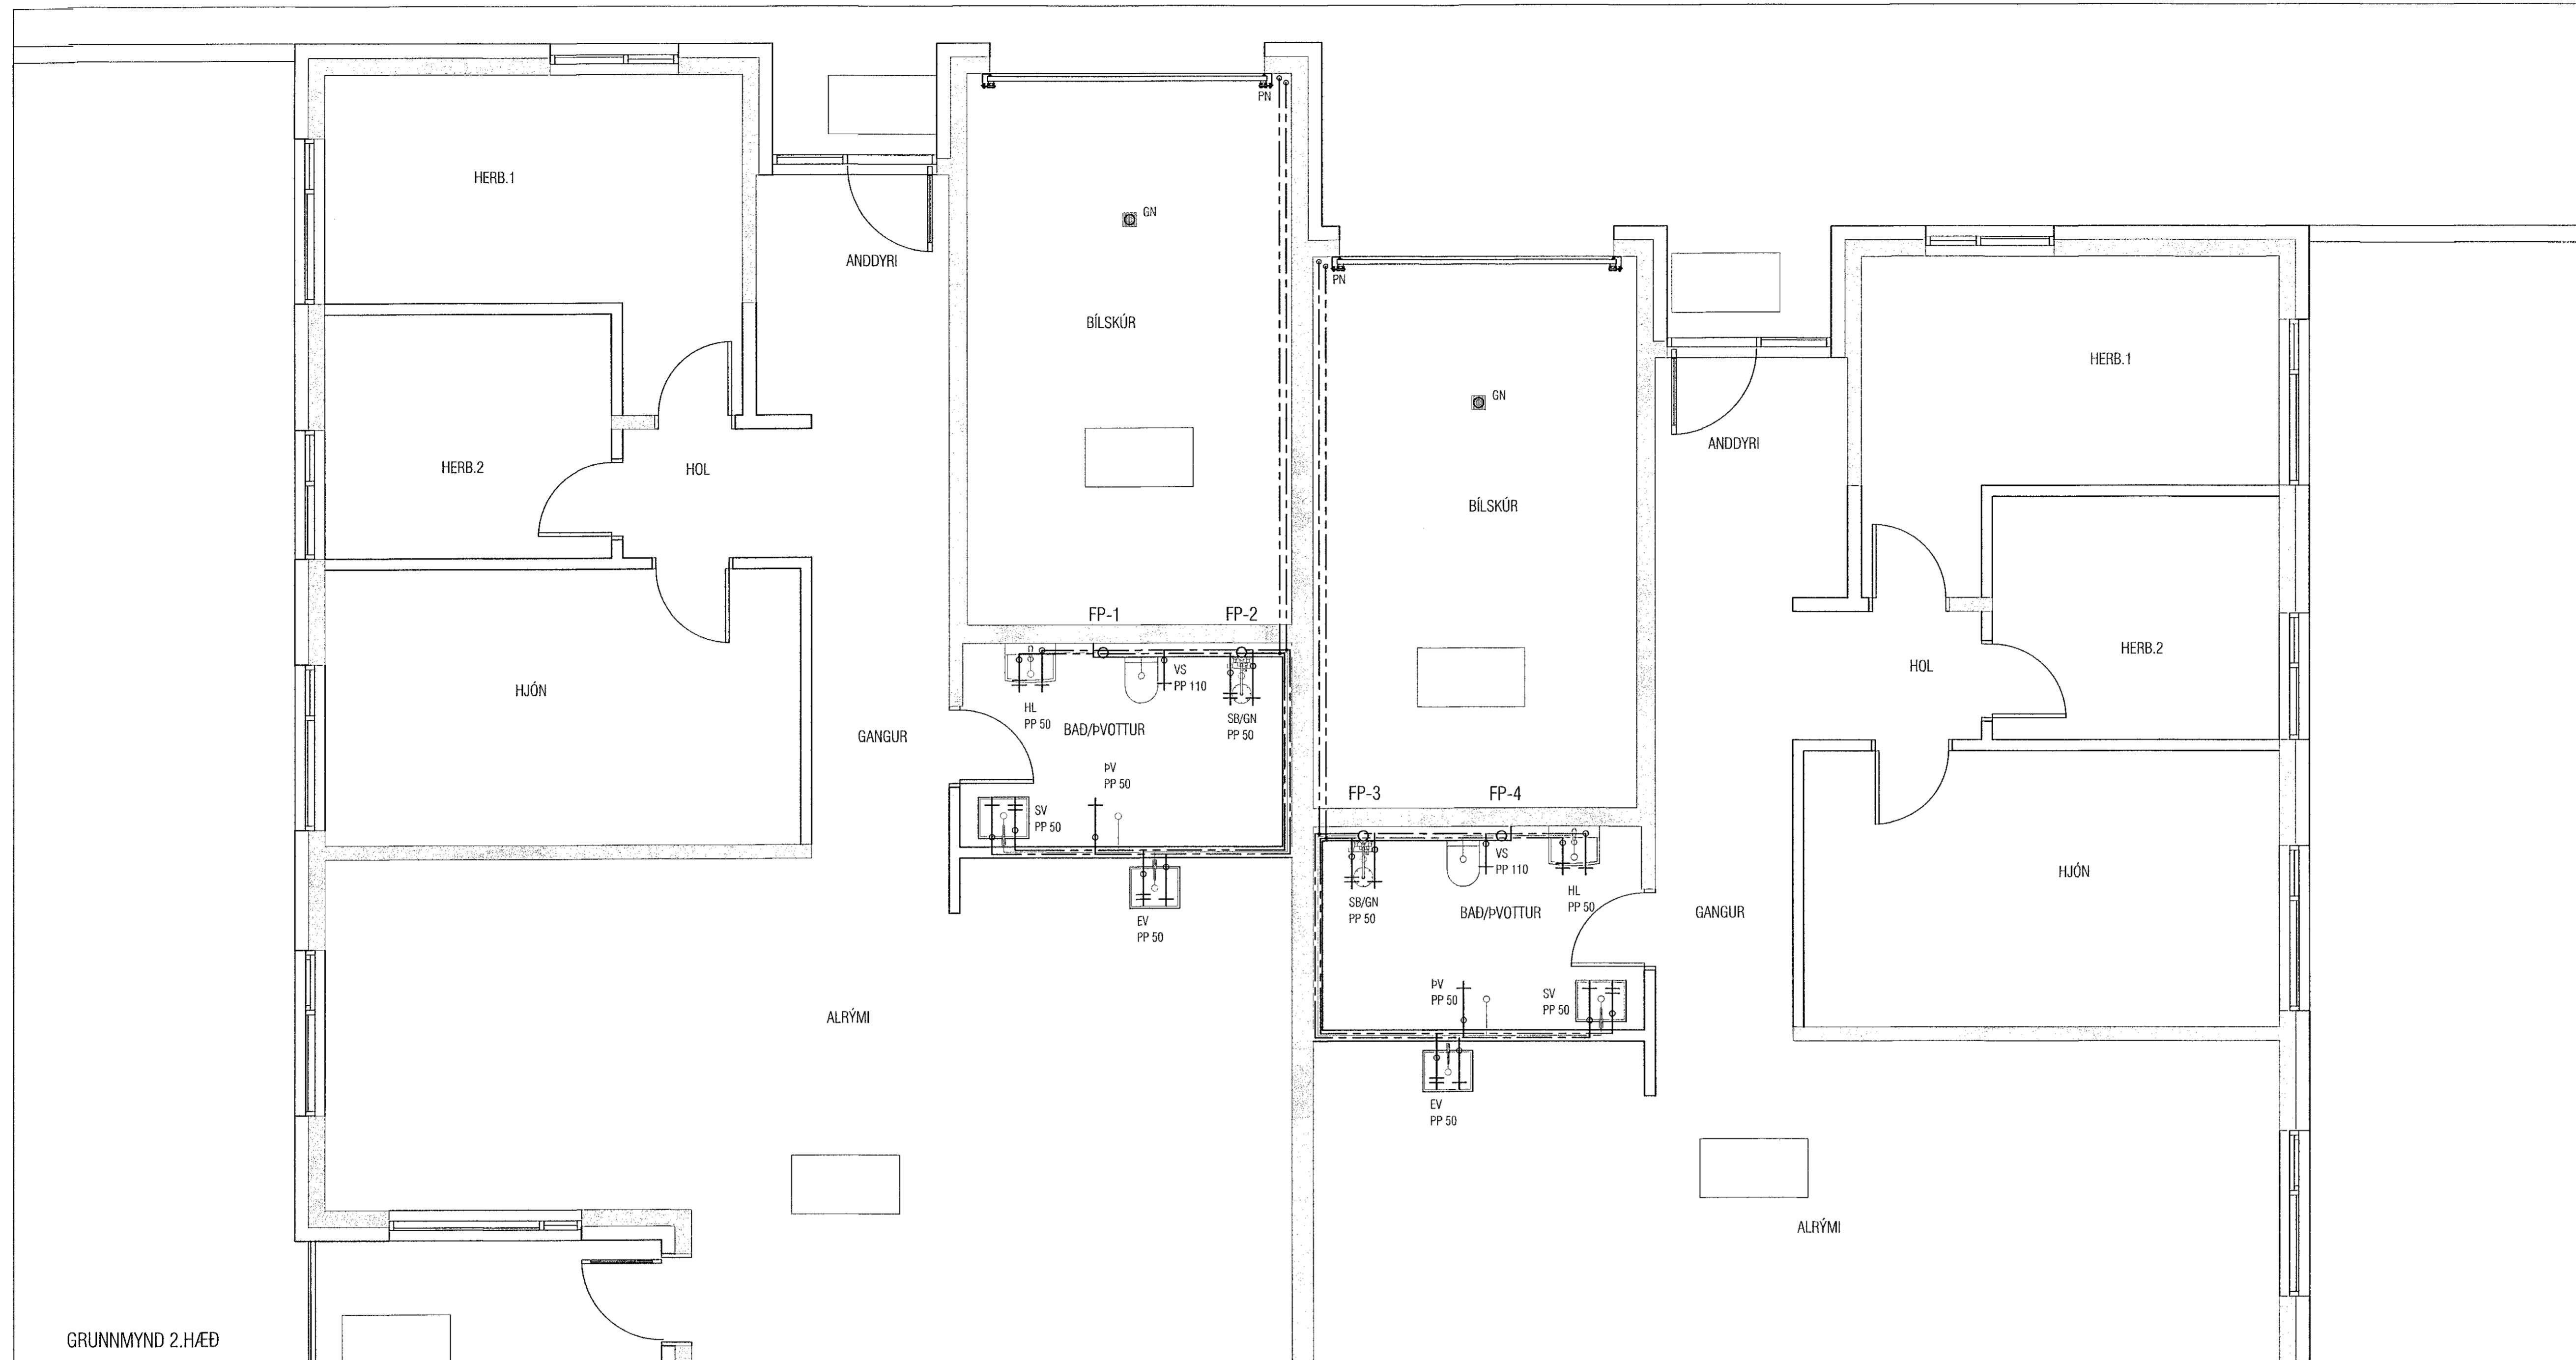 PN
HERB.1
GN
ANDDYRI
BÍLSKÚR
HERB.2
HOL
FP-1
FP-2
HJÓN
GANGUR
HL
PP 50
VS
PP 110
SB/GN
PP 50
BAÐ/ÞVOTTUR
ÞV
PP 50
SV
PP 50
EV
PP 50
ALRÝMI
PN
GN
BÍLSKÚR
ANDDYRI
HERB.1
HOL
HERB.2
FP-3
FP-4
VS
PP 110
HL
PP 50
SB/GN
PP 50
BAÐ/ÞVOTTUR
GANGUR
HJÓN
ÞV
PP 50
SV
PP 50
EV
PP 50
ALRÝMI
GRUNNMYND 2.HÆÐ